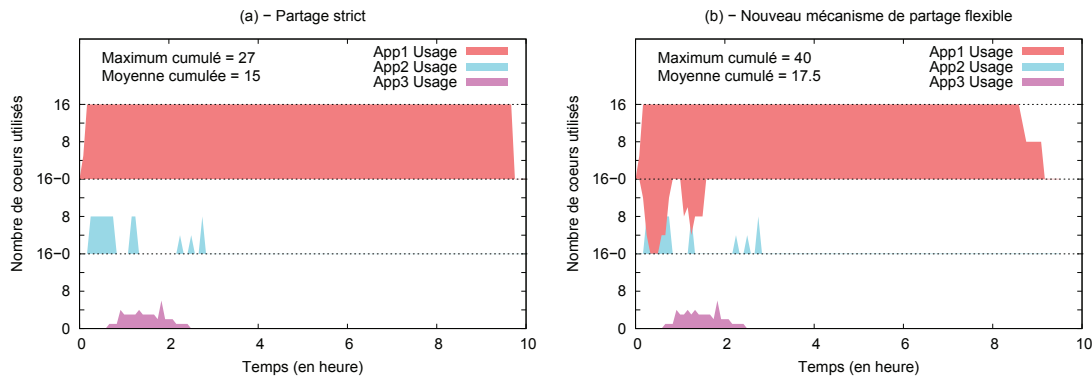 (a) − Partage strict
Maximum cumulé = 27
Moyenne cumulée = 15
App1 Usage
App2 Usage
App3 Usage
Nombre de coeurs utilisés
16
8
16−0
8
16−0
8
0
0
2
4
6
8
10
Temps (en heure)
(b) − Nouveau mécanisme de partage flexible
Maximum cumulé = 40
Moyenne cumulé = 17.5
App1 Usage
App2 Usage
App3 Usage
Nombre de coeurs utilisés
16
8
16−0
8
16−0
8
0
0
2
4
6
8
10
Temps (en heure)